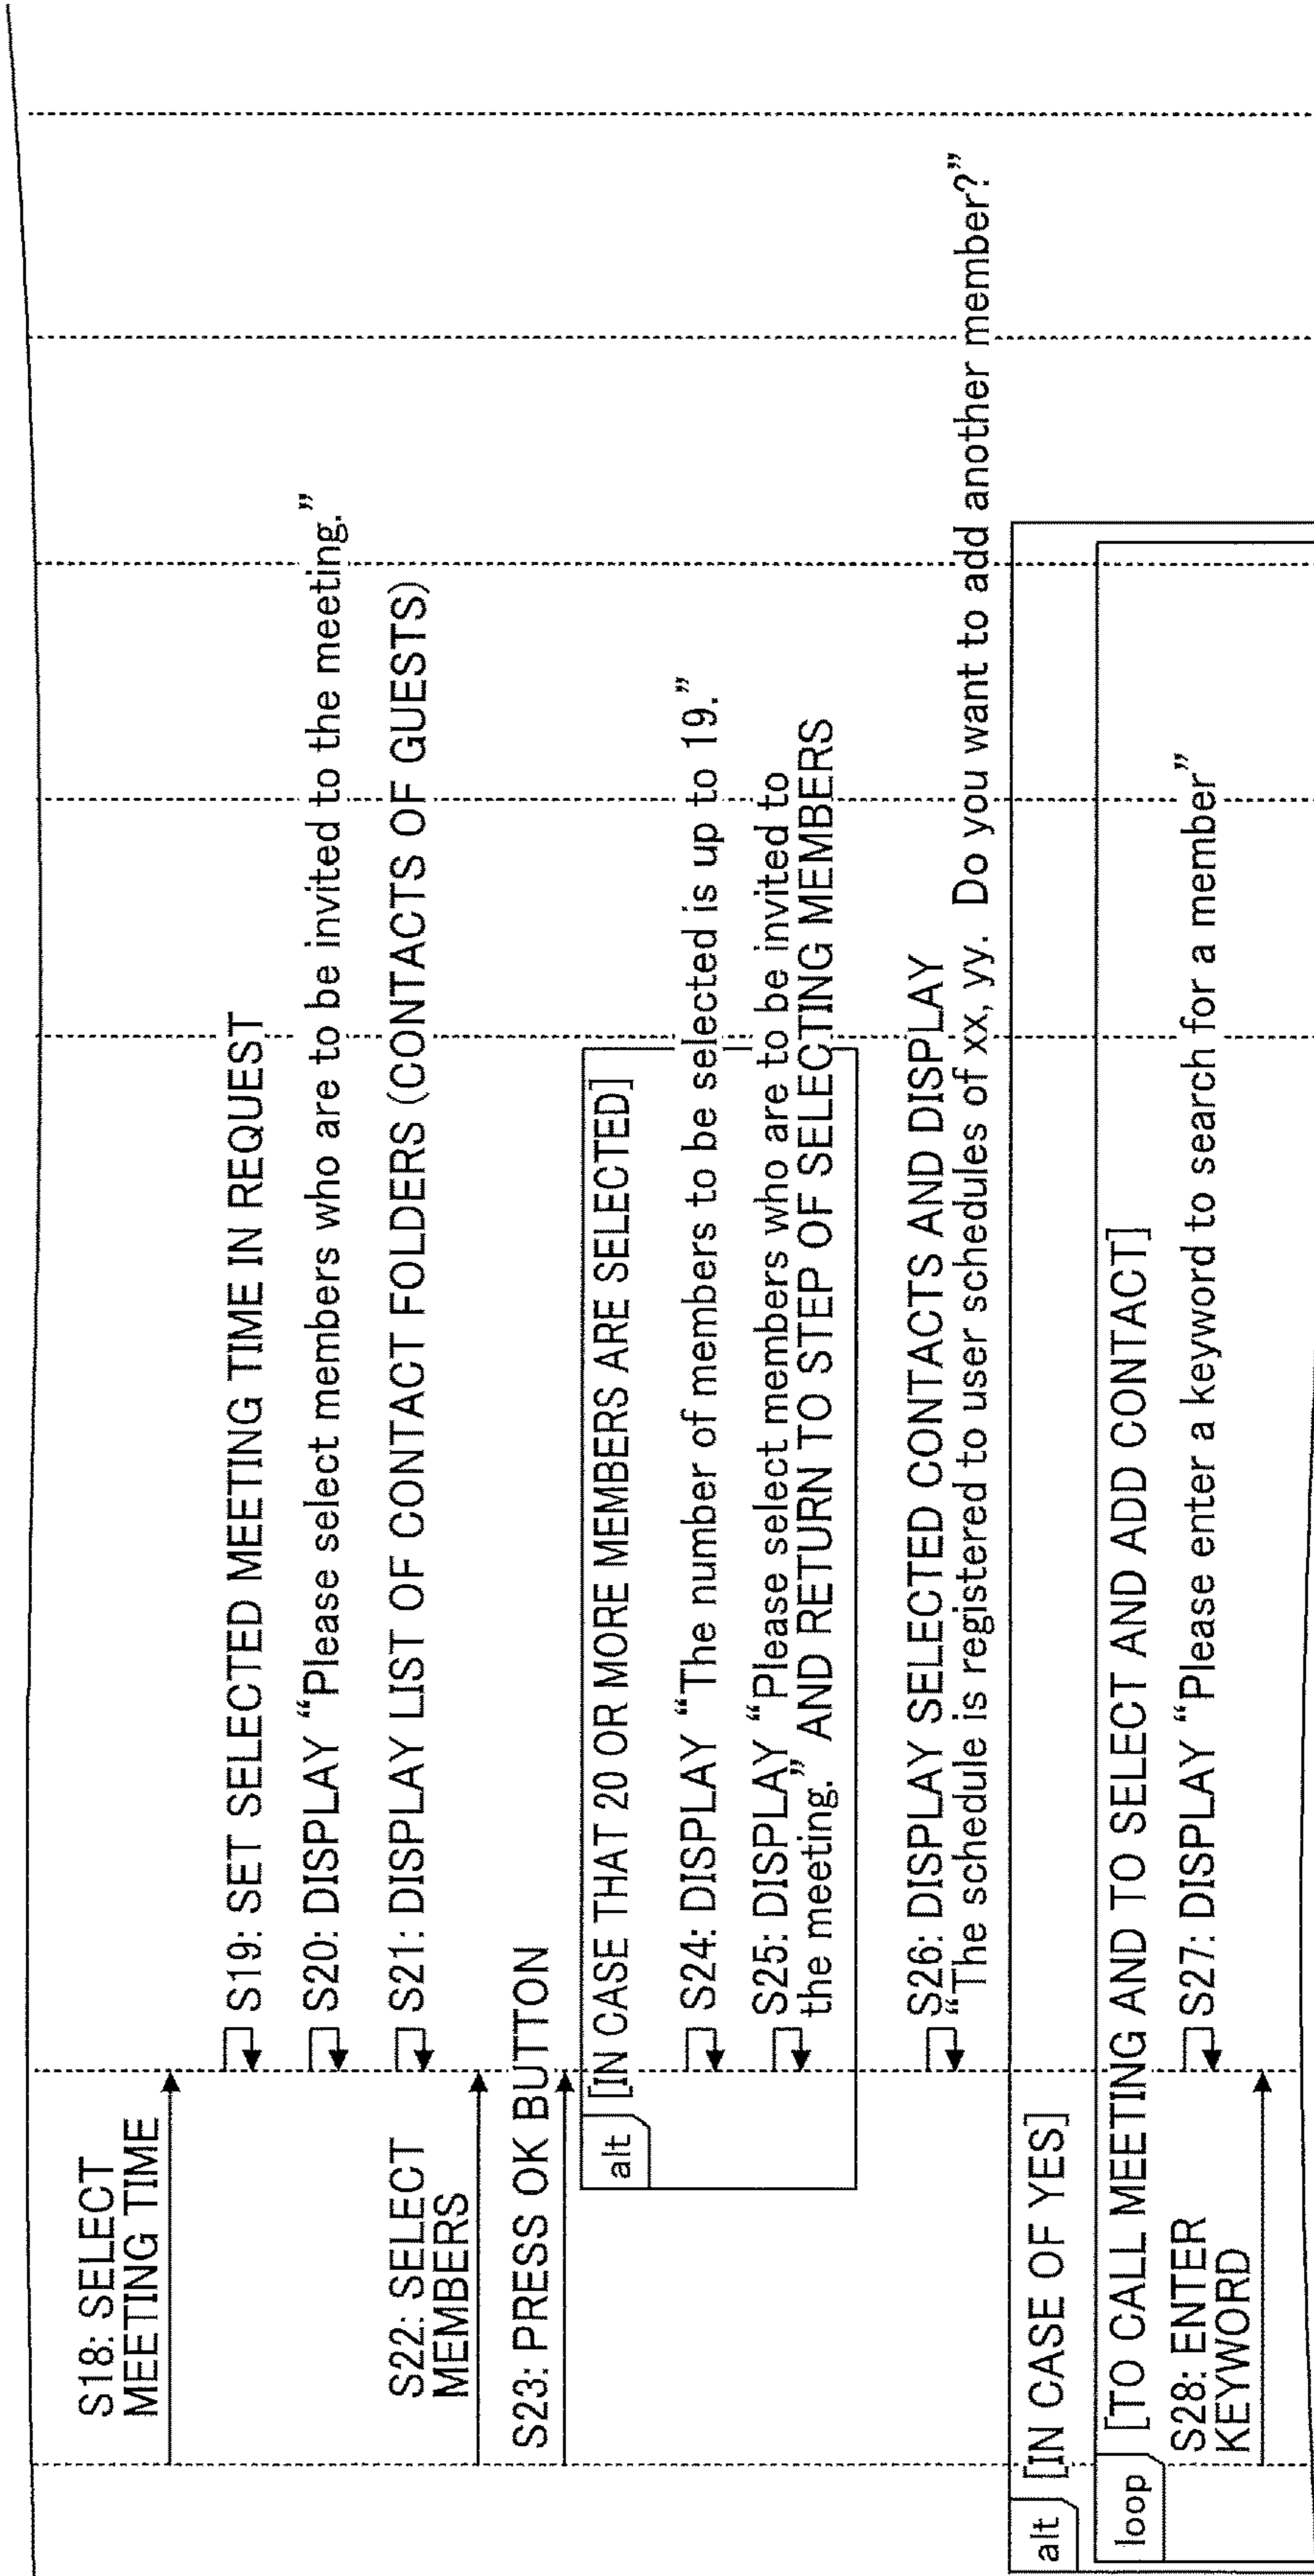 S18: SELECT
MEETING TIME
S19: SET SELECTED MEETING TIME IN REQUEST
S20: DISPLAY “Please select members who are to be invited to the meeting.”
S21: DISPLAY LIST OF CONTACT FOLDERS (CONTACTS OF GUESTS)
S22: SELECT
MEMBERS
S23: PRESS OK BUTTON
alt
[IN CASE THAT 20 OR MORE MEMBERS ARE SELECTED]
S24: DISPLAY “The number of members to be selected is up to 19.”
S25: DISPLAY “Please select members who are to be invited to
the meeting.” AND RETURN TO STEP OF SELECTING MEMBERS
S26: DISPLAY SELECTED CONTACTS AND DISPLAY
“The schedule is registered to user schedules of xx, yy. Do you want to add another member?”
alt
[IN CASE OF YES]
loop
[TO CALL MEETING AND TO SELECT AND ADD CONTACT]
S27: DISPLAY “Please enter a keyword to search for a member”
S28: ENTER
KEYWORD